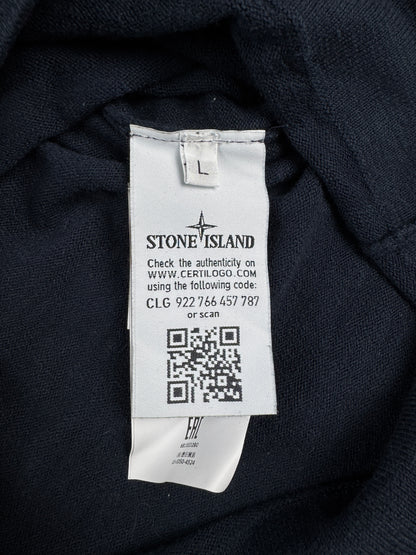 L
STONE ISLAND
Check the authenticity on
WWW.CERTILOGO.COM
using the following code:
CLG 922 766 457 787
or scan
EAC